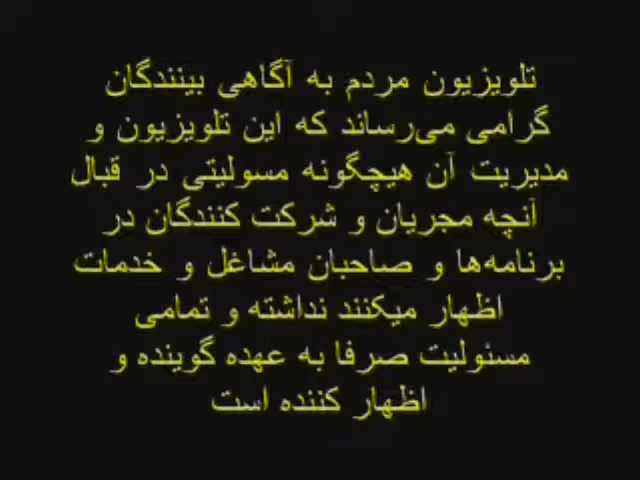 تلویزیون مردم به آگاهی بینندگان
گرامی می‌رساند که این تلویزیون و
مدیریت آن هیچگونه مسولیتی در قبال
آنچه مجریان و شرکت کنندگان در
برنامه‌ها و صاحبان مشاغل و خدمات
اظهار میکنند نداشته و تمامی
مسئولیت صرفا به عهده گوینده و
اظهار کننده است